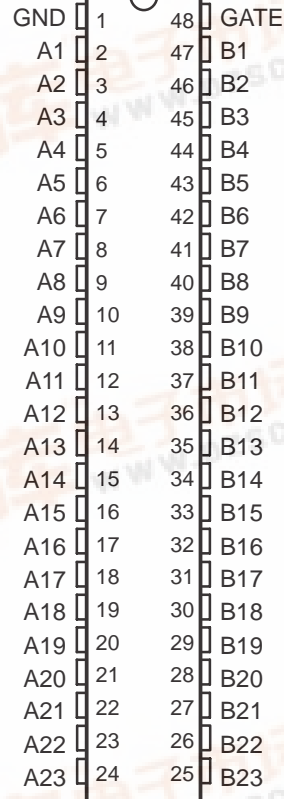 GND 1 48 GATE
A1 2 47 B1
A2 3 46 B2
A3 4 45 B3
A4 5 44 B4
A5 6 43 B5
A6 7 42 B6
A7 8 41 B7
A8 9 40 B8
A9 10 39 B9
A10 11 38 B10
A11 12 37 B11
A12 13 36 B12
A13 14 35 B13
A14 15 34 B14
A15 16 33 B15
A16 17 32 B16
A17 18 31 B17
A18 19 30 B18
A19 20 29 B19
A20 21 28 B20
A21 22 27 B21
A22 23 26 B22
A23 24 25 B23